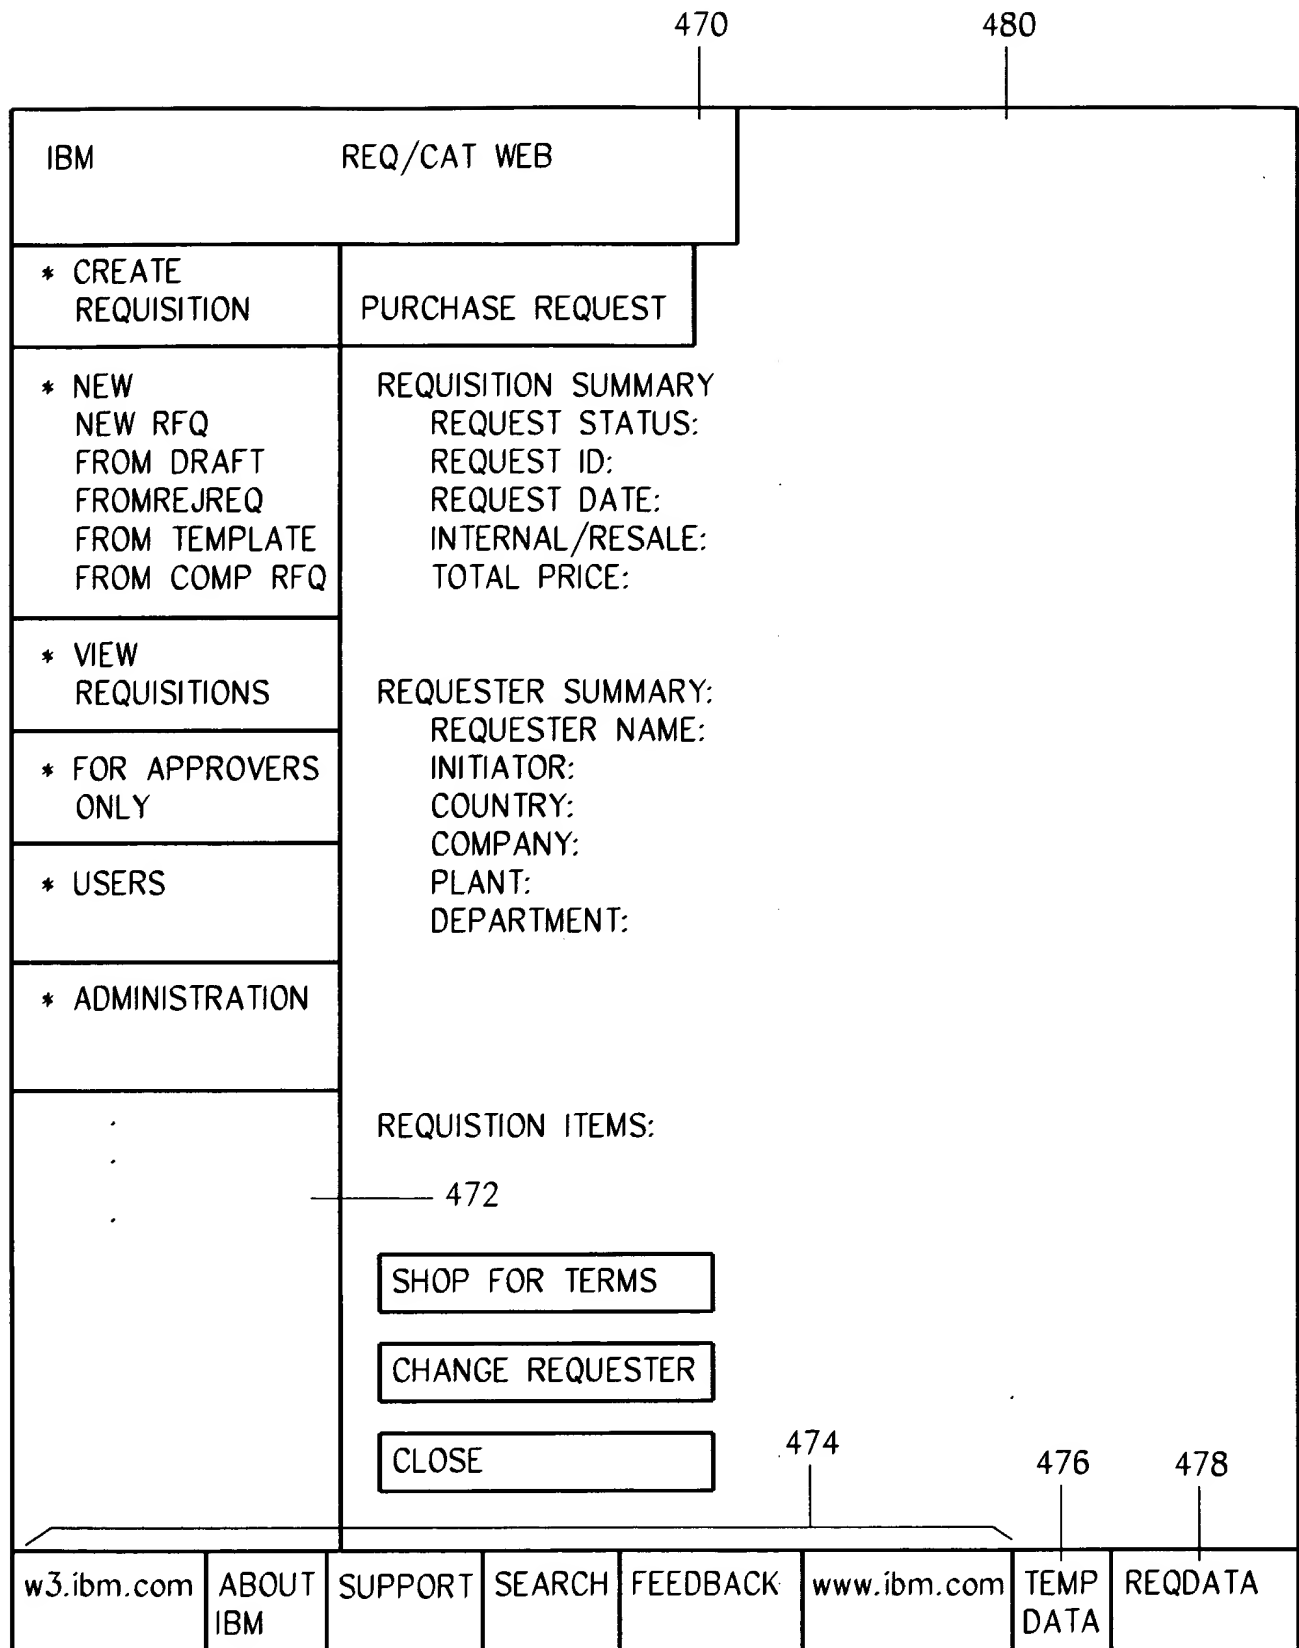 470 480
IBM REQ/CAT WEB
* CREATE
REQUISITION
PURCHASE REQUEST
* NEW
NEW RFQ
FROM DRAFT
FROMREJREQ
FROM TEMPLATE
FROM COMP RFQ
* VIEW
REQUISITIONS
* FOR APPROVERS
ONLY
* USERS
* ADMINISTRATION
REQUISITION SUMMARY
REQUEST STATUS:
REQUEST ID:
REQUEST DATE:
INTERNAL/RESALE:
TOTAL PRICE:
REQUESTER SUMMARY:
REQUESTER NAME:
INITIATOR:
COUNTRY:
COMPANY:
PLANT:
DEPARTMENT:
REQUISTION ITEMS:
472
SHOP FOR TERMS
CHANGE REQUESTER
CLOSE
474 476 478
w3.ibm.com
ABOUT
IBM
SUPPORT
SEARCH
FEEDBACK
www.ibm.com
TEMP
DATA
REQDATA